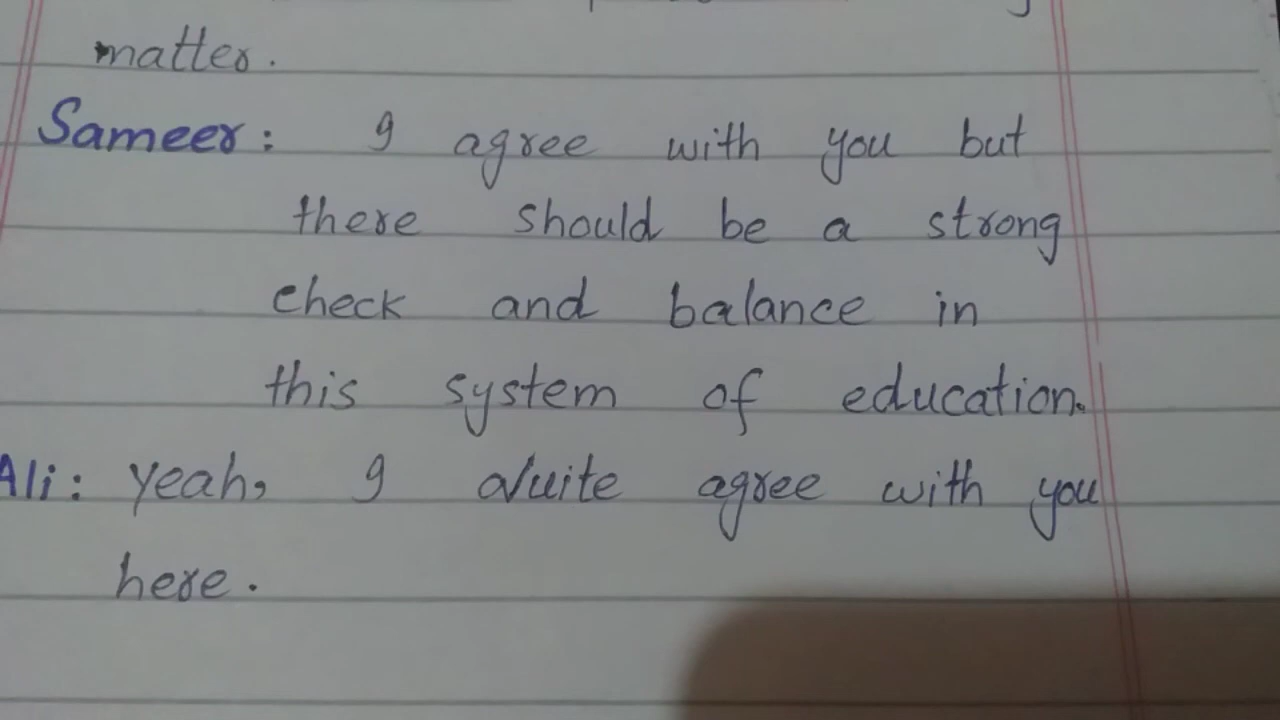 matter.
Sameer: I agree with you but
there should be a strong
check and balance in
this system of education.
Ali: yeah, I quite agree with you
here.